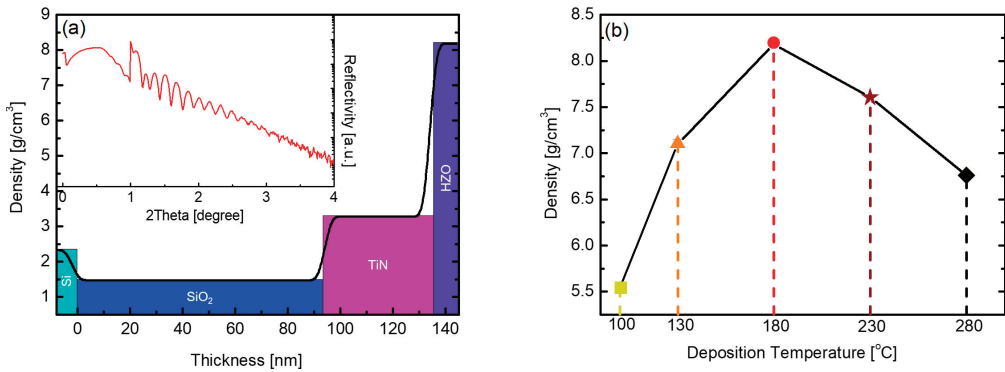 (a)
9
8
7
6
5
4
3
2
1
Density [g/cm³]
0
20
40
60
80
100
120
140
Thickness [nm]
0
1
2
3
4
2Theta [degree]
Reflectivity [a.u.]
Si
SiO₂
TiN
HZO
(b)
8.5
8.0
7.5
7.0
6.5
6.0
5.5
Density [g/cm³]
100
130
180
230
280
Deposition Temperature [°C]